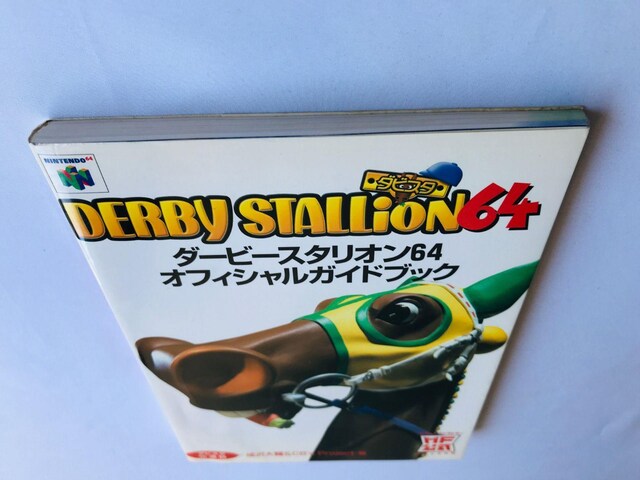 NINTENDO64
ダビスタ
DERBY STALLION64
ダービースタリオン64
オフィシャルガイドブック